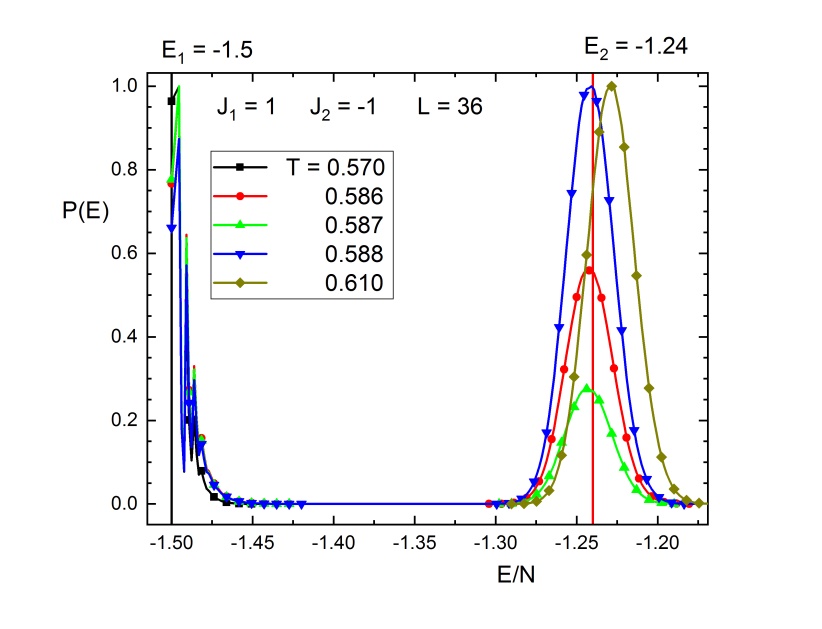 E₁ = -1.5
E₂ = -1.24
J₁ = 1 J₂ = -1 L = 36
T = 0.570
0.586
0.587
0.588
0.610
P(E)
1.0
0.8
0.6
0.4
0.2
0.0
-1.50 -1.45 -1.40 -1.35 -1.30 -1.25 -1.20
E/N